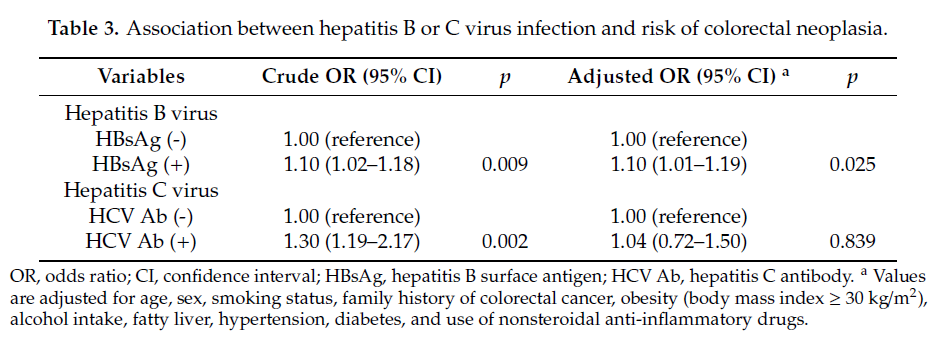 Table 3. Association between hepatitis B or C virus infection and risk of colorectal neoplasia.
Variables Crude OR (95% CI) p Adjusted OR (95% CI) a p
Hepatitis B virus
HBsAg (-) 1.00 (reference) 1.00 (reference)
HBsAg (+) 1.10 (1.02–1.18) 0.009 1.10 (1.01–1.19) 0.025
Hepatitis C virus
HCV Ab (-) 1.00 (reference) 1.00 (reference)
HCV Ab (+) 1.30 (1.19–2.17) 0.002 1.04 (0.72–1.50) 0.839
OR, odds ratio; CI, confidence interval; HBsAg, hepatitis B surface antigen; HCV Ab, hepatitis C antibody. a Values
are adjusted for age, sex, smoking status, family history of colorectal cancer, obesity (body mass index ≥ 30 kg/m²),
alcohol intake, fatty liver, hypertension, diabetes, and use of nonsteroidal anti-inflammatory drugs.